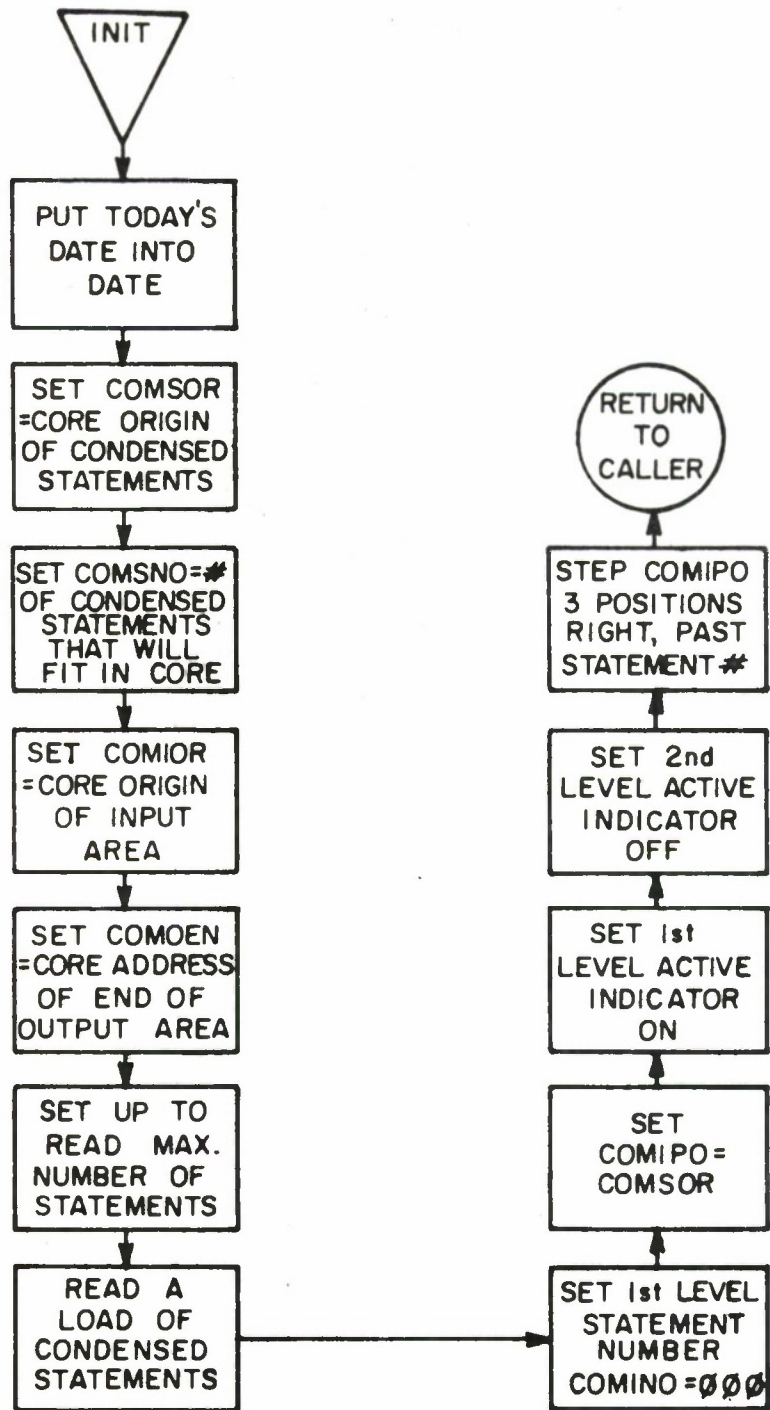 INIT
PUT TODAY'S
DATE INTO
DATE
SET COMSOR
=CORE ORIGIN
OF CONDENSED
STATEMENTS
SET COMSNO=#
OF CONDENSED
STATEMENTS
THAT WILL
FIT IN CORE
SET COMIOR
=CORE ORIGIN
OF INPUT
AREA
SET COMOEN
=CORE ADDRESS
OF END OF
OUTPUT AREA
SET UP TO
READ MAX.
NUMBER OF
STATEMENTS
READ A
LOAD OF
CONDENSED
STATEMENTS
SET 1st LEVEL
STATEMENT
NUMBER
COMINO=ØØØ
SET
COMIPO=
COMSOR
SET 1st
LEVEL ACTIVE
INDICATOR
ON
SET 2nd
LEVEL ACTIVE
INDICATOR
OFF
STEP COMIPO
3 POSITIONS
RIGHT, PAST
STATEMENT #
RETURN
TO
CALLER